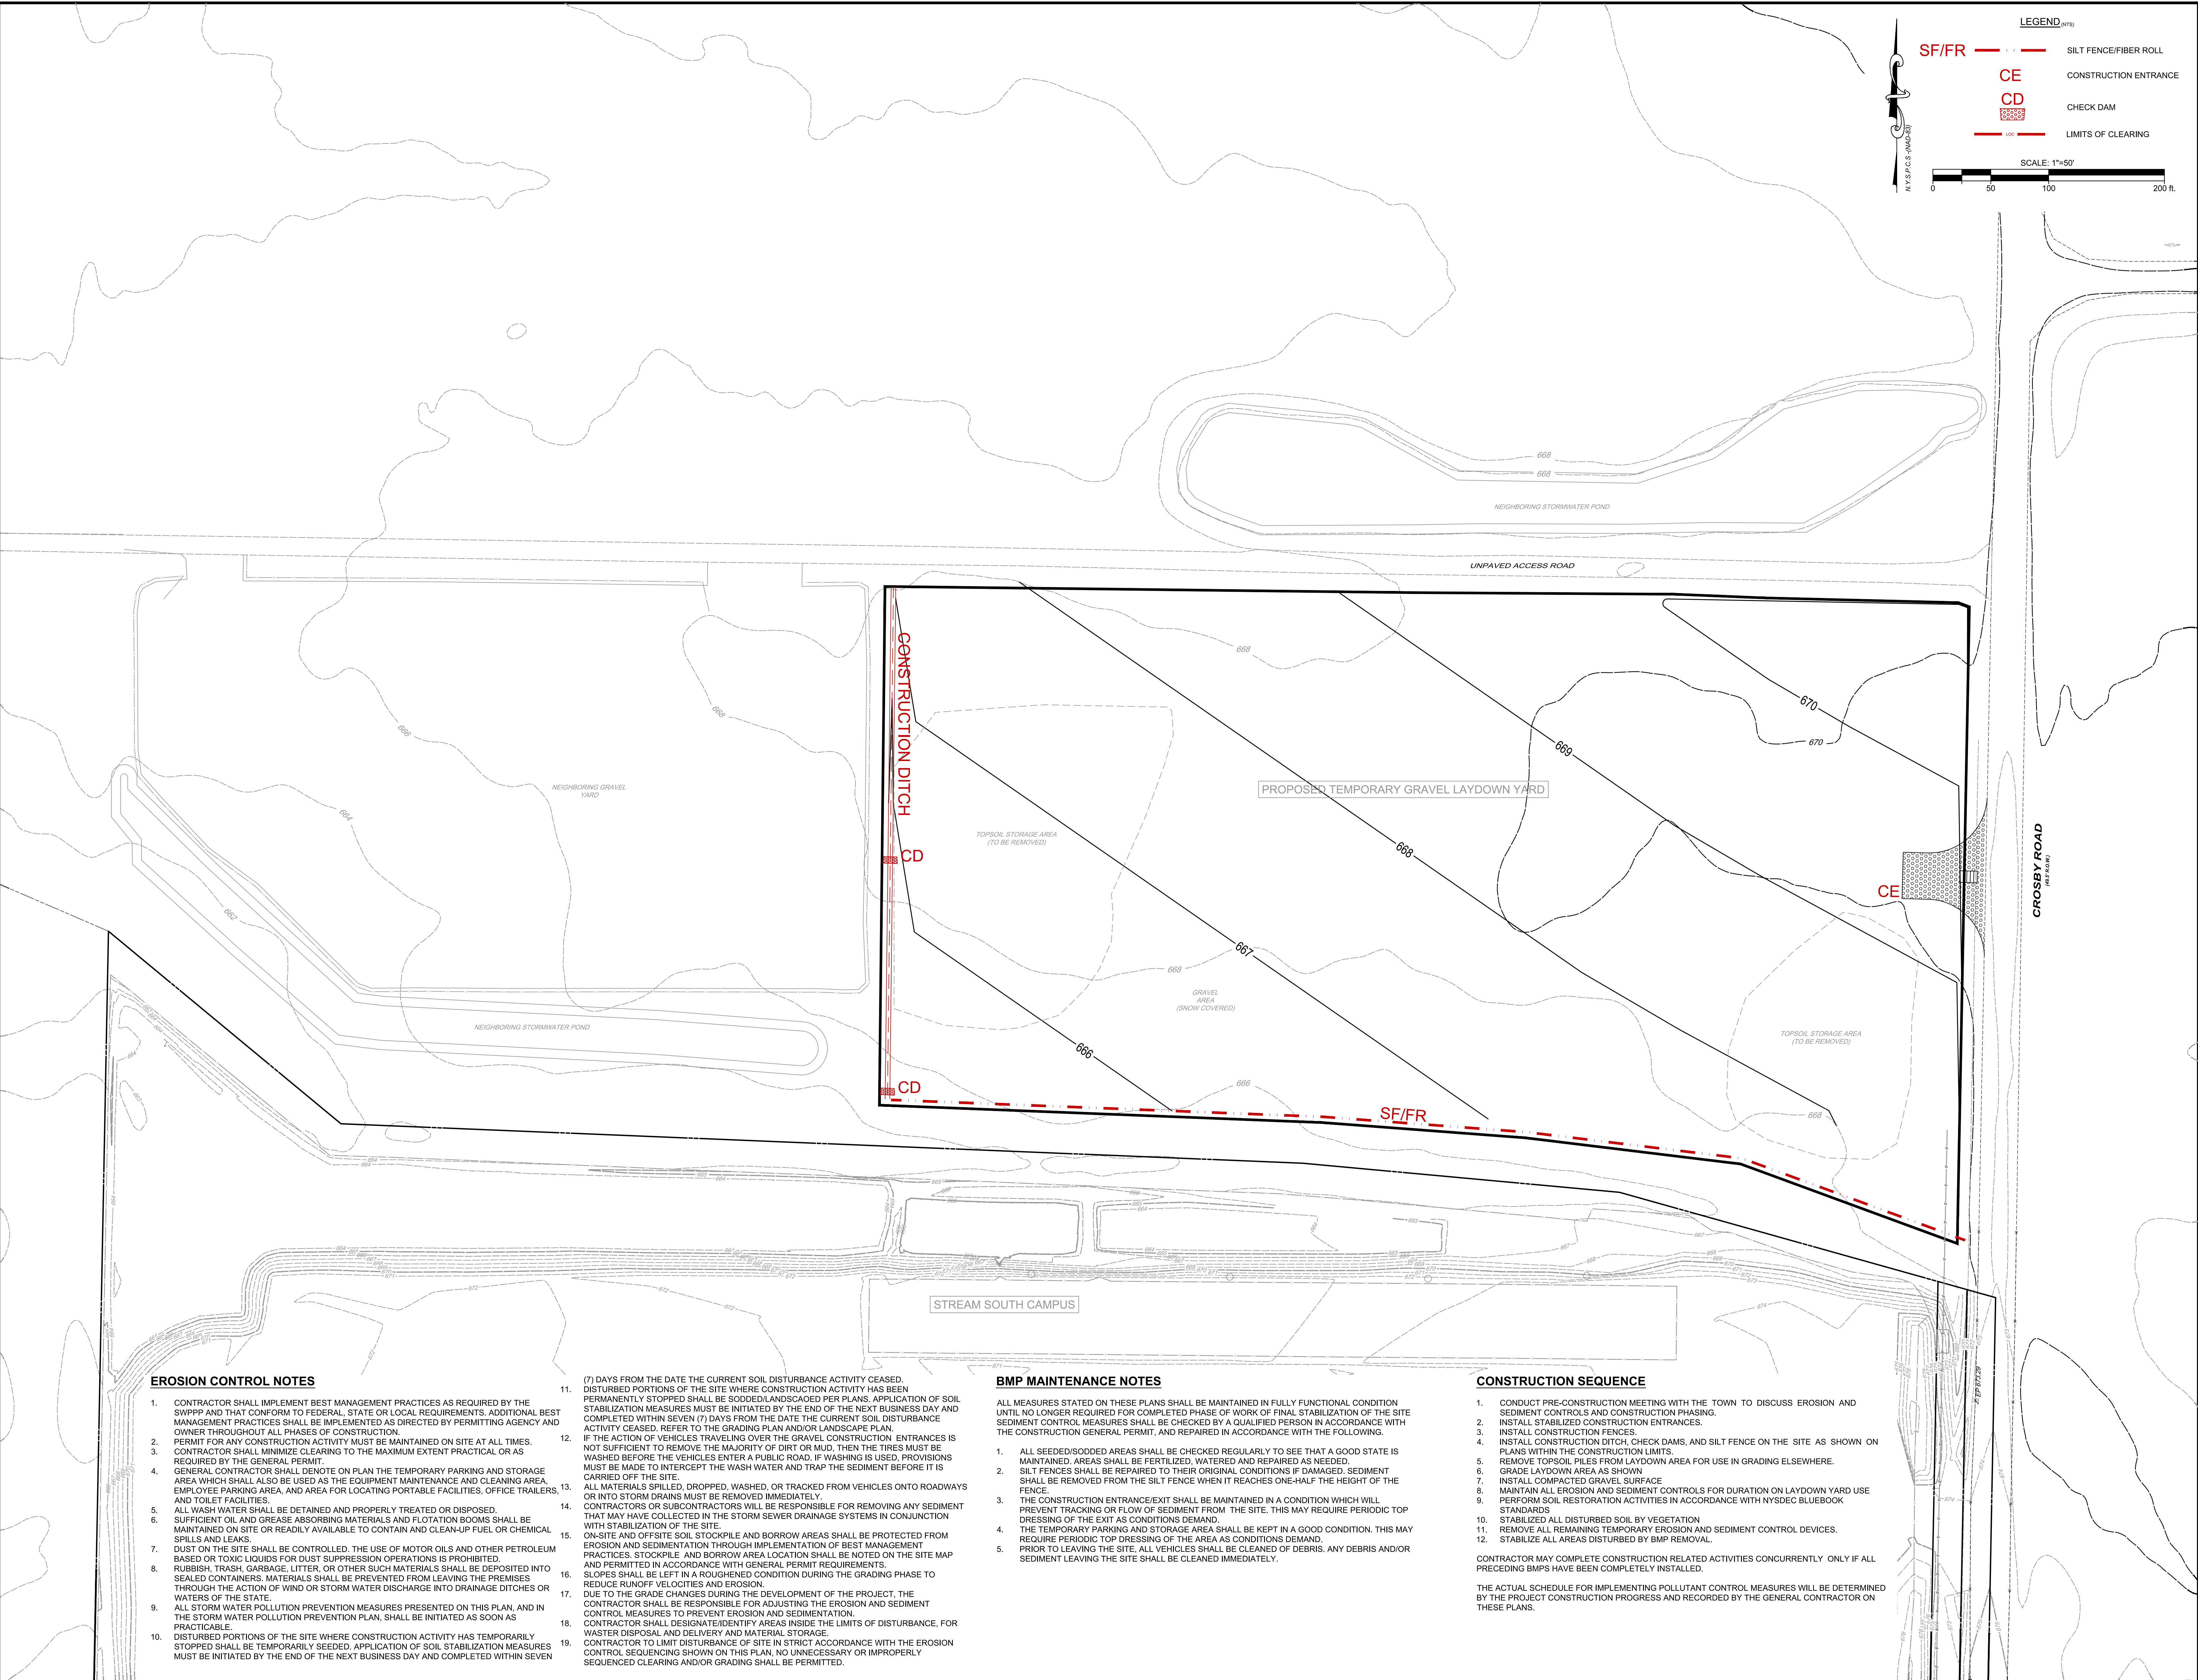 LEGEND (NTS)
SF/FR SILT FENCE/FIBER ROLL
CE CONSTRUCTION ENTRANCE
CD CHECK DAM
LOC LIMITS OF CLEARING
SCALE: 1"=50'
0 50 100 200 ft.
N.Y.S.P.C.S.-(NAD-83)
668
668
NEIGHBORING STORMWATER POND
UNPAVED ACCESS ROAD
CONSTRUCTION DITCH
668
668
666
670
670
669
NEIGHBORING GRAVEL
YARD
PROPOSED TEMPORARY GRAVEL LAYDOWN YARD
664
TOPSOIL STORAGE AREA
(TO BE REMOVED)
668
CD
CE
CROSBY ROAD
(49.5' R.O.W.)
662
667
668
GRAVEL
AREA
(SNOW COVERED)
NEIGHBORING STORMWATER POND
TOPSOIL STORAGE AREA
(TO BE REMOVED)
666
666
CD
SF/FR
668
STREAM SOUTH CAMPUS
EROSION CONTROL NOTES
1. CONTRACTOR SHALL IMPLEMENT BEST MANAGEMENT PRACTICES AS REQUIRED BY THE
SWPPP AND THAT CONFORM TO FEDERAL, STATE OR LOCAL REQUIREMENTS. ADDITIONAL BEST
MANAGEMENT PRACTICES SHALL BE IMPLEMENTED AS DIRECTED BY PERMITTING AGENCY AND
OWNER THROUGHOUT ALL PHASES OF CONSTRUCTION.
2. PERMIT FOR ANY CONSTRUCTION ACTIVITY MUST BE MAINTAINED ON SITE AT ALL TIMES.
3. CONTRACTOR SHALL MINIMIZE CLEARING TO THE MAXIMUM EXTENT PRACTICAL OR AS
REQUIRED BY THE GENERAL PERMIT.
4. GENERAL CONTRACTOR SHALL DENOTE ON PLAN THE TEMPORARY PARKING AND STORAGE
AREA WHICH SHALL ALSO BE USED AS THE EQUIPMENT MAINTENANCE AND CLEANING AREA,
EMPLOYEE PARKING AREA, AND AREA FOR LOCATING PORTABLE FACILITIES, OFFICE TRAILERS,
AND TOILET FACILITIES.
5. ALL WASH WATER SHALL BE DETAINED AND PROPERLY TREATED OR DISPOSED.
6. SUFFICIENT OIL AND GREASE ABSORBING MATERIALS AND FLOTATION BOOMS SHALL BE
MAINTAINED ON SITE OR READILY AVAILABLE TO CONTAIN AND CLEAN-UP FUEL OR CHEMICAL
SPILLS AND LEAKS.
7. DUST ON THE SITE SHALL BE CONTROLLED. THE USE OF MOTOR OILS AND OTHER PETROLEUM
BASED OR TOXIC LIQUIDS FOR DUST SUPPRESSION OPERATIONS IS PROHIBITED.
8. RUBBISH, TRASH, GARBAGE, LITTER, OR OTHER SUCH MATERIALS SHALL BE DEPOSITED INTO
SEALED CONTAINERS. MATERIALS SHALL BE PREVENTED FROM LEAVING THE PREMISES
THROUGH THE ACTION OF WIND OR STORM WATER DISCHARGE INTO DRAINAGE DITCHES OR
WATERS OF THE STATE.
9. ALL STORM WATER POLLUTION PREVENTION MEASURES PRESENTED ON THIS PLAN, AND IN
THE STORM WATER POLLUTION PREVENTION PLAN, SHALL BE INITIATED AS SOON AS
PRACTICABLE.
10. DISTURBED PORTIONS OF THE SITE WHERE CONSTRUCTION ACTIVITY HAS TEMPORARILY
STOPPED SHALL BE TEMPORARILY SEEDED. APPLICATION OF SOIL STABILIZATION MEASURES
MUST BE INITIATED BY THE END OF THE NEXT BUSINESS DAY AND COMPLETED WITHIN SEVEN
(7) DAYS FROM THE DATE THE CURRENT SOIL DISTURBANCE ACTIVITY CEASED.
11. DISTURBED PORTIONS OF THE SITE WHERE CONSTRUCTION ACTIVITY HAS BEEN
PERMANENTLY STOPPED SHALL BE SODDED/LANDSCAOED PER PLANS. APPLICATION OF SOIL
STABILIZATION MEASURES MUST BE INITIATED BY THE END OF THE NEXT BUSINESS DAY AND
COMPLETED WITHIN SEVEN (7) DAYS FROM THE DATE THE CURRENT SOIL DISTURBANCE
ACTIVITY CEASED. REFER TO THE GRADING PLAN AND/OR LANDSCAPE PLAN.
12. IF THE ACTION OF VEHICLES TRAVELING OVER THE GRAVEL CONSTRUCTION ENTRANCES IS
NOT SUFFICIENT TO REMOVE THE MAJORITY OF DIRT OR MUD, THEN THE TIRES MUST BE
WASHED BEFORE THE VEHICLES ENTER A PUBLIC ROAD. IF WASHING IS USED, PROVISIONS
MUST BE MADE TO INTERCEPT THE WASH WATER AND TRAP THE SEDIMENT BEFORE IT IS
CARRIED OFF THE SITE.
13. ALL MATERIALS SPILLED, DROPPED, WASHED, OR TRACKED FROM VEHICLES ONTO ROADWAYS
OR INTO STORM DRAINS MUST BE REMOVED IMMEDIATELY.
14. CONTRACTORS OR SUBCONTRACTORS WILL BE RESPONSIBLE FOR REMOVING ANY SEDIMENT
THAT MAY HAVE COLLECTED IN THE STORM SEWER DRAINAGE SYSTEMS IN CONJUNCTION
WITH STABILIZATION OF THE SITE.
15. ON-SITE AND OFFSITE SOIL STOCKPILE AND BORROW AREAS SHALL BE PROTECTED FROM
EROSION AND SEDIMENTATION THROUGH IMPLEMENTATION OF BEST MANAGEMENT
PRACTICES. STOCKPILE AND BORROW AREA LOCATION SHALL BE NOTED ON THE SITE MAP
AND PERMITTED IN ACCORDANCE WITH GENERAL PERMIT REQUIREMENTS.
16. SLOPES SHALL BE LEFT IN A ROUGHENED CONDITION DURING THE GRADING PHASE TO
REDUCE RUNOFF VELOCITIES AND EROSION.
17. DUE TO THE GRADE CHANGES DURING THE DEVELOPMENT OF THE PROJECT, THE
CONTRACTOR SHALL BE RESPONSIBLE FOR ADJUSTING THE EROSION AND SEDIMENT
CONTROL MEASURES TO PREVENT EROSION AND SEDIMENTATION.
18. CONTRACTOR SHALL DESIGNATE/IDENTIFY AREAS INSIDE THE LIMITS OF DISTURBANCE, FOR
WASTER DISPOSAL AND DELIVERY AND MATERIAL STORAGE.
19. CONTRACTOR TO LIMIT DISTURBANCE OF SITE IN STRICT ACCORDANCE WITH THE EROSION
CONTROL SEQUENCING SHOWN ON THIS PLAN, NO UNNECESSARY OR IMPROPERLY
SEQUENCED CLEARING AND/OR GRADING SHALL BE PERMITTED.
BMP MAINTENANCE NOTES
ALL MEASURES STATED ON THESE PLANS SHALL BE MAINTAINED IN FULLY FUNCTIONAL CONDITION
UNTIL NO LONGER REQUIRED FOR COMPLETED PHASE OF WORK OF FINAL STABILIZATION OF THE SITE
SEDIMENT CONTROL MEASURES SHALL BE CHECKED BY A QUALIFIED PERSON IN ACCORDANCE WITH
THE CONSTRUCTION GENERAL PERMIT, AND REPAIRED IN ACCORDANCE WITH THE FOLLOWING.
1. ALL SEEDED/SODDED AREAS SHALL BE CHECKED REGULARLY TO SEE THAT A GOOD STATE IS
MAINTAINED. AREAS SHALL BE FERTILIZED, WATERED AND REPAIRED AS NEEDED.
2. SILT FENCES SHALL BE REPAIRED TO THEIR ORIGINAL CONDITIONS IF DAMAGED. SEDIMENT
SHALL BE REMOVED FROM THE SILT FENCE WHEN IT REACHES ONE-HALF THE HEIGHT OF THE
FENCE.
3. THE CONSTRUCTION ENTRANCE/EXIT SHALL BE MAINTAINED IN A CONDITION WHICH WILL
PREVENT TRACKING OR FLOW OF SEDIMENT FROM THE SITE. THIS MAY REQUIRE PERIODIC TOP
DRESSING OF THE EXIT AS CONDITIONS DEMAND.
4. THE TEMPORARY PARKING AND STORAGE AREA SHALL BE KEPT IN A GOOD CONDITION. THIS MAY
REQUIRE PERIODIC TOP DRESSING OF THE AREA AS CONDITIONS DEMAND.
5. PRIOR TO LEAVING THE SITE, ALL VEHICLES SHALL BE CLEANED OF DEBRIS. ANY DEBRIS AND/OR
SEDIMENT LEAVING THE SITE SHALL BE CLEANED IMMEDIATELY.
CONSTRUCTION SEQUENCE
1. CONDUCT PRE-CONSTRUCTION MEETING WITH THE TOWN TO DISCUSS EROSION AND
SEDIMENT CONTROLS AND CONSTRUCTION PHASING.
2. INSTALL STABILIZED CONSTRUCTION ENTRANCES.
3. INSTALL CONSTRUCTION FENCES.
4. INSTALL CONSTRUCTION DITCH, CHECK DAMS, AND SILT FENCE ON THE SITE AS SHOWN ON
PLANS WITHIN THE CONSTRUCTION LIMITS.
5. REMOVE TOPSOIL PILES FROM LAYDOWN AREA FOR USE IN GRADING ELSEWHERE.
6. GRADE LAYDOWN AREA AS SHOWN
7. INSTALL COMPACTED GRAVEL SURFACE
8. MAINTAIN ALL EROSION AND SEDIMENT CONTROLS FOR DURATION ON LAYDOWN YARD USE
9. PERFORM SOIL RESTORATION ACTIVITIES IN ACCORDANCE WITH NYSDEC BLUEBOOK
STANDARDS
10. STABILIZED ALL DISTURBED SOIL BY VEGETATION
11. REMOVE ALL REMAINING TEMPORARY EROSION AND SEDIMENT CONTROL DEVICES.
12. STABILIZE ALL AREAS DISTURBED BY BMP REMOVAL.
CONTRACTOR MAY COMPLETE CONSTRUCTION RELATED ACTIVITIES CONCURRENTLY ONLY IF ALL
PRECEDING BMPS HAVE BEEN COMPLETELY INSTALLED.
THE ACTUAL SCHEDULE FOR IMPLEMENTING POLLUTANT CONTROL MEASURES WILL BE DETERMINED
BY THE PROJECT CONSTRUCTION PROGRESS AND RECORDED BY THE GENERAL CONTRACTOR ON
THESE PLANS.